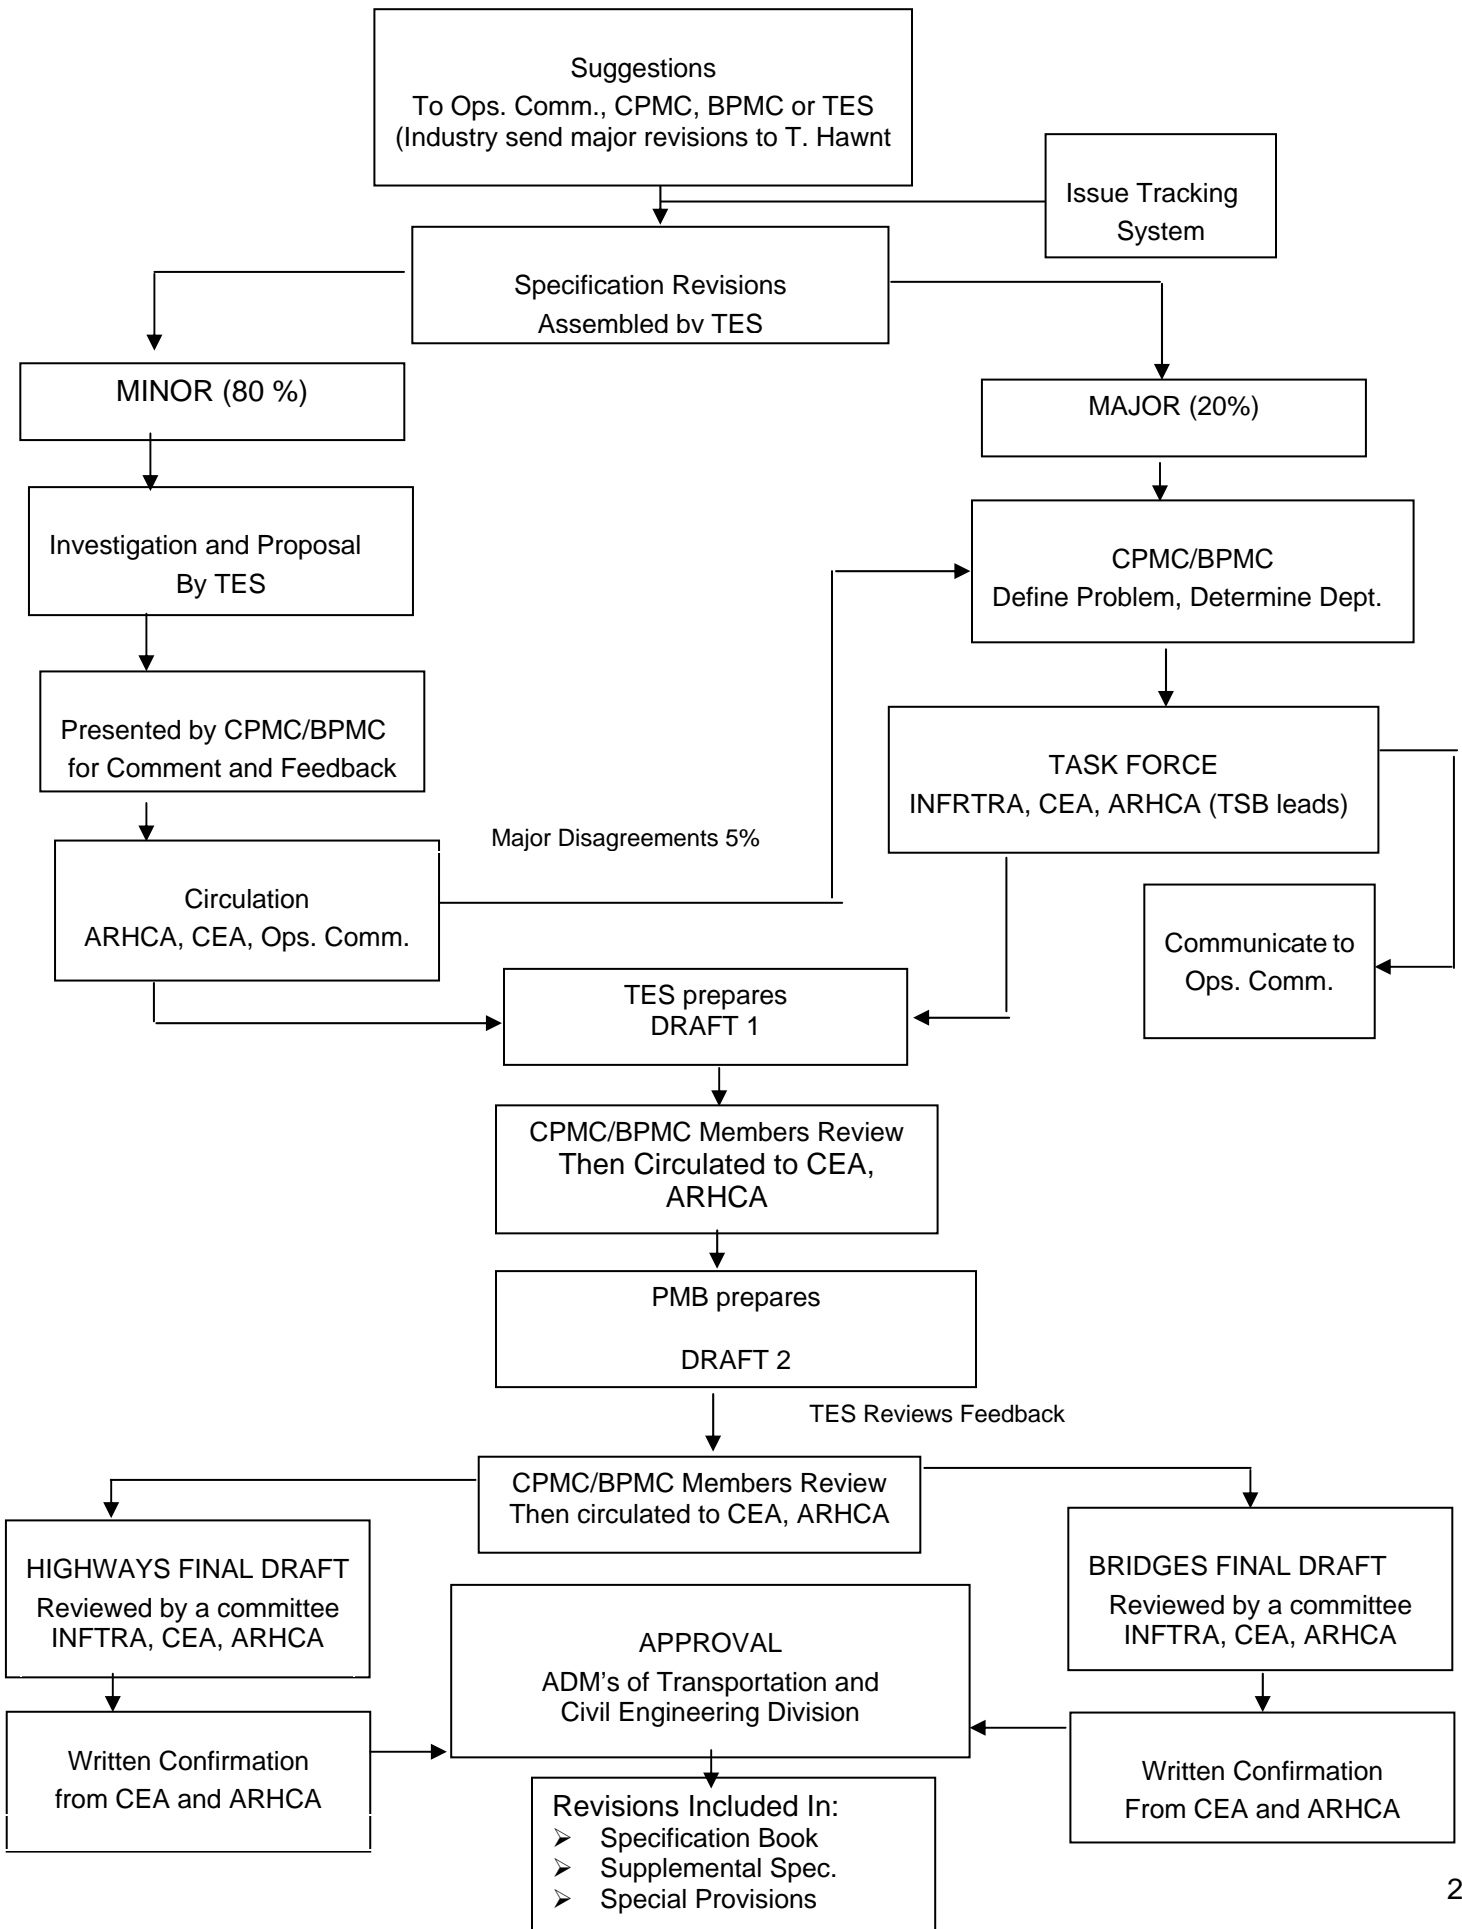 Suggestions
To Ops. Comm., CPMC, BPMC or TES
(Industry send major revisions to T. Hawnt
Issue Tracking
System
Specification Revisions
Assembled by TES
MINOR (80 %)
MAJOR (20%)
Investigation and Proposal
By TES
CPMC/BPMC
Define Problem, Determine Dept.
Presented by CPMC/BPMC
for Comment and Feedback
TASK FORCE
INFRTRA, CEA, ARHCA (TSB leads)
Major Disagreements 5%
Circulation
ARHCA, CEA, Ops. Comm.
Communicate to
Ops. Comm.
TES prepares
DRAFT 1
CPMC/BPMC Members Review
Then Circulated to CEA,
ARHCA
PMB prepares
DRAFT 2
TES Reviews Feedback
CPMC/BPMC Members Review
Then circulated to CEA, ARHCA
HIGHWAYS FINAL DRAFT
Reviewed by a committee
INFTRA, CEA, ARHCA
BRIDGES FINAL DRAFT
Reviewed by a committee
INFTRA, CEA, ARHCA
APPROVAL
ADM's of Transportation and
Civil Engineering Division
Written Confirmation
from CEA and ARHCA
Written Confirmation
From CEA and ARHCA
Revisions Included In:
➢ Specification Book
➢ Supplemental Spec.
➢ Special Provisions
2